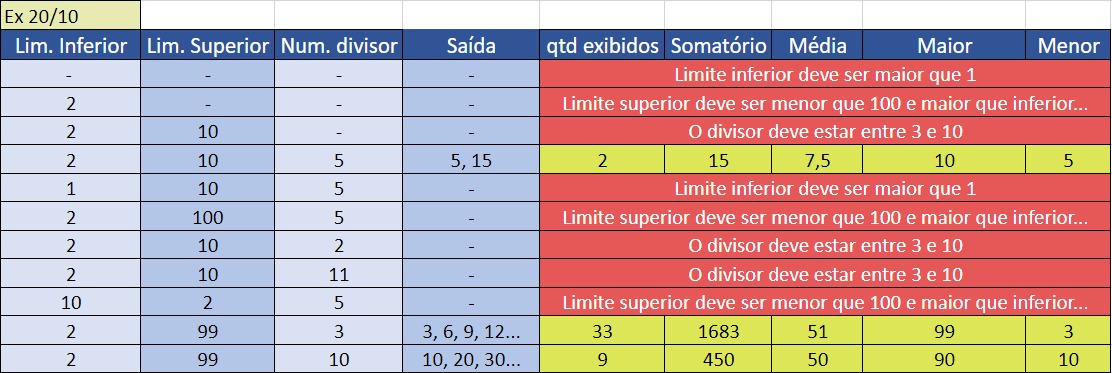 Ex 20/10
Lim. Inferior Lim. Superior Num. divisor Saída qtd exibidos Somatório Média Maior Menor
- - - - Limite inferior deve ser maior que 1
2 - - - Limite superior deve ser menor que 100 e maior que inferior...
2 10 - - O divisor deve estar entre 3 e 10
2 10 5 5, 15 2 15 7,5 10 5
1 10 5 - Limite inferior deve ser maior que 1
2 100 5 - Limite superior deve ser menor que 100 e maior que inferior...
2 10 2 - O divisor deve estar entre 3 e 10
2 10 11 - O divisor deve estar entre 3 e 10
10 2 5 - Limite superior deve ser menor que 100 e maior que inferior...
2 99 3 3, 6, 9, 12... 33 1683 51 99 3
2 99 10 10, 20, 30... 9 450 50 90 10